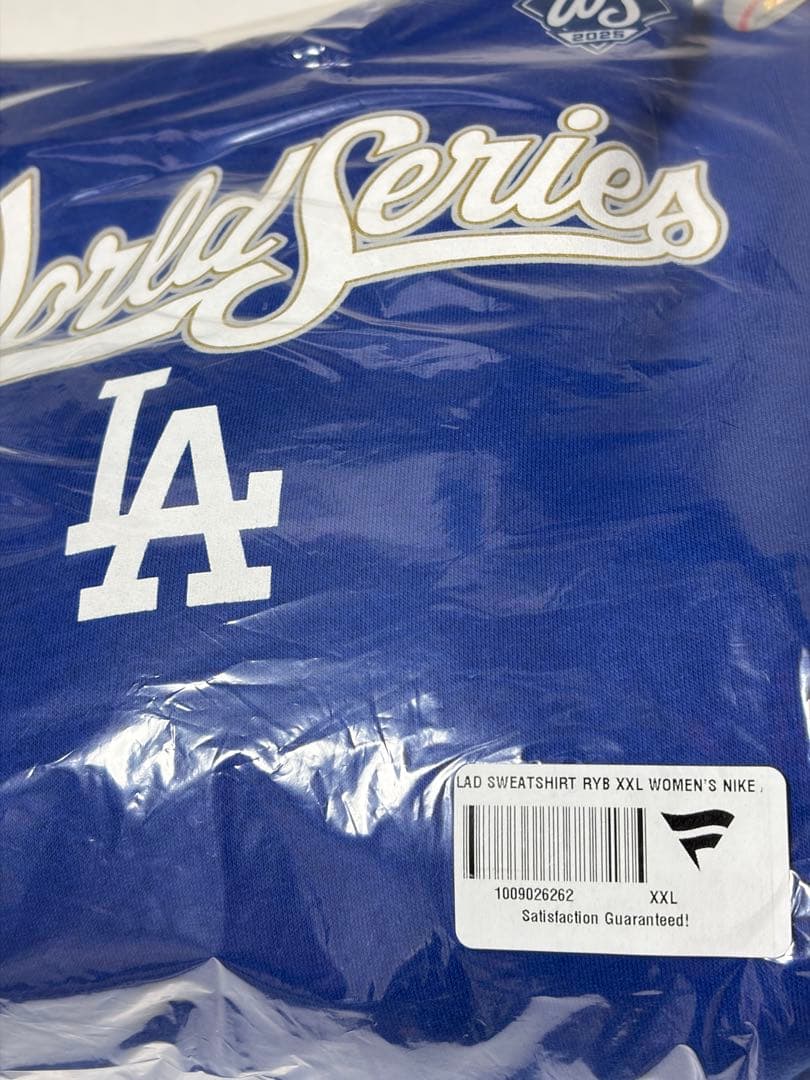 WS
2025
World Series
LA
LAD SWEATSHIRT RYB XXL WOMEN'S NIKE
1009026262 XXL
Satisfaction Guaranteed!